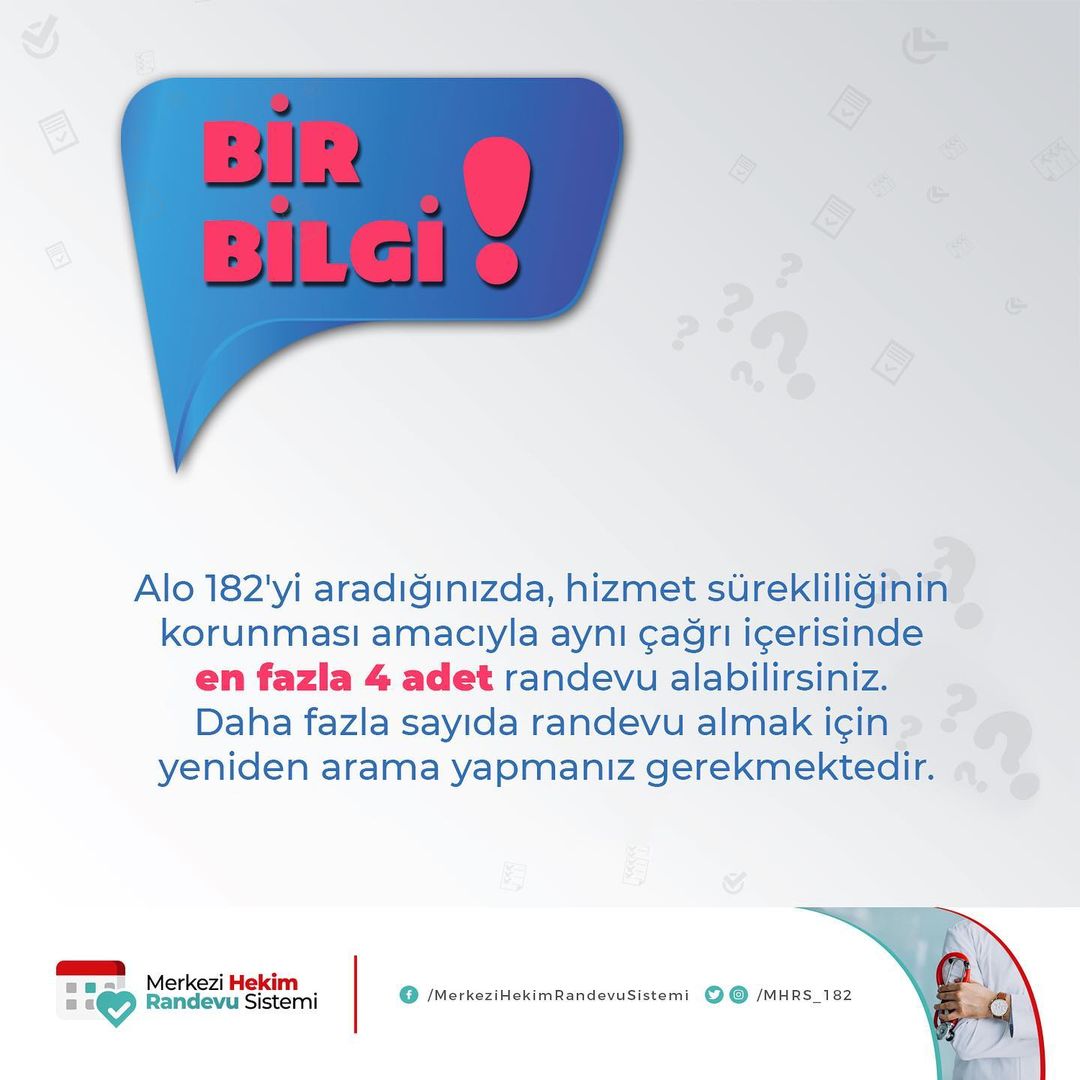 BİR
BİLGİ!
Alo 182'yi aradığınızda, hizmet sürekliliğinin
korunması amacıyla aynı çağrı içerisinde
en fazla 4 adet randevu alabilirsiniz.
Daha fazla sayıda randevu almak için
yeniden arama yapmanız gerekmektedir.
Merkezi Hekim
Randevu Sistemi
/MerkeziHekimRandevuSistemi
/MHRS_182